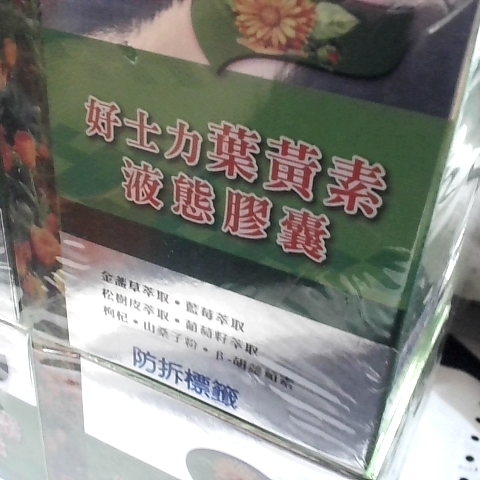 好士力葉黃素
液態膠囊
金盞草萃取・藍莓萃取
松樹皮萃取・葡萄籽萃取
枸杞・山桑子粉・β-胡蘿蔔素
防拆標籤